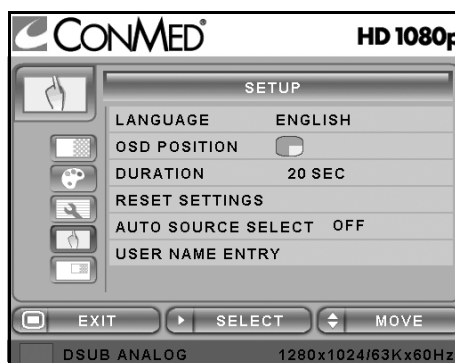 CONMED® HD 1080p
SETUP
LANGUAGE ENGLISH
OSD POSITION
DURATION 20 SEC
RESET SETTINGS
AUTO SOURCE SELECT OFF
USER NAME ENTRY
EXIT SELECT MOVE
DSUB ANALOG 1280x1024/63Kx60Hz